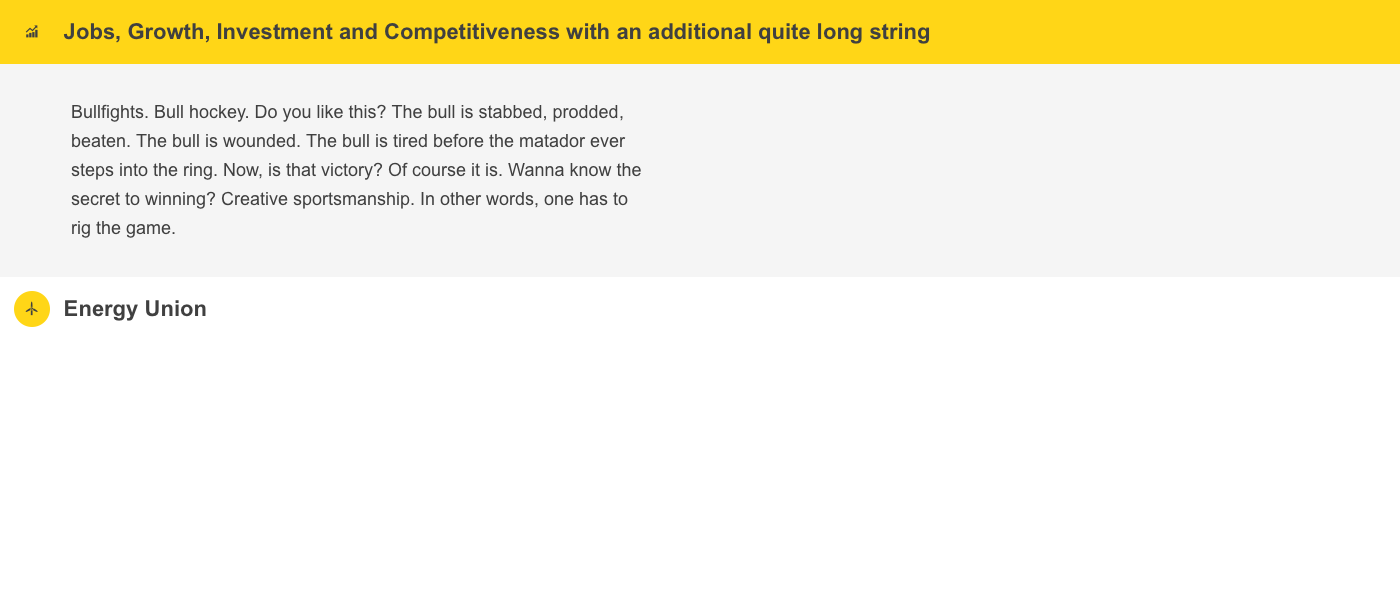 Jobs, Growth, Investment and Competitiveness with an additional quite long string
Bullfights. Bull hockey. Do you like this? The bull is stabbed, prodded,
beaten. The bull is wounded. The bull is tired before the matador ever
steps into the ring. Now, is that victory? Of course it is. Wanna know the
secret to winning? Creative sportsmanship. In other words, one has to
rig the game.
Energy Union